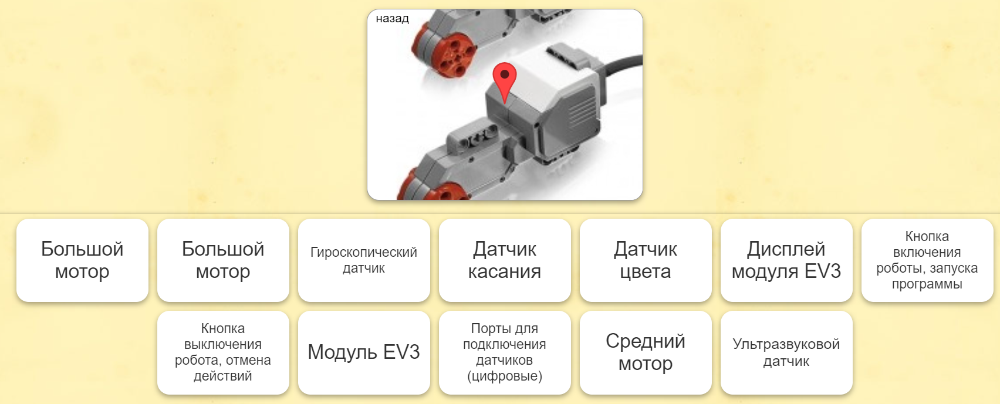 назад
Большой
мотор
Большой
мотор
Гироскопический
датчик
Датчик
касания
Датчик
цвета
Дисплей
модуля EV3
Кнопка
включения
роботы, запуска
программы
Кнопка
выключения
робота, отмена
действий
Модуль EV3
Порты для
подключения
датчиков
(цифровые)
Средний
мотор
Ультразвуковой
датчик